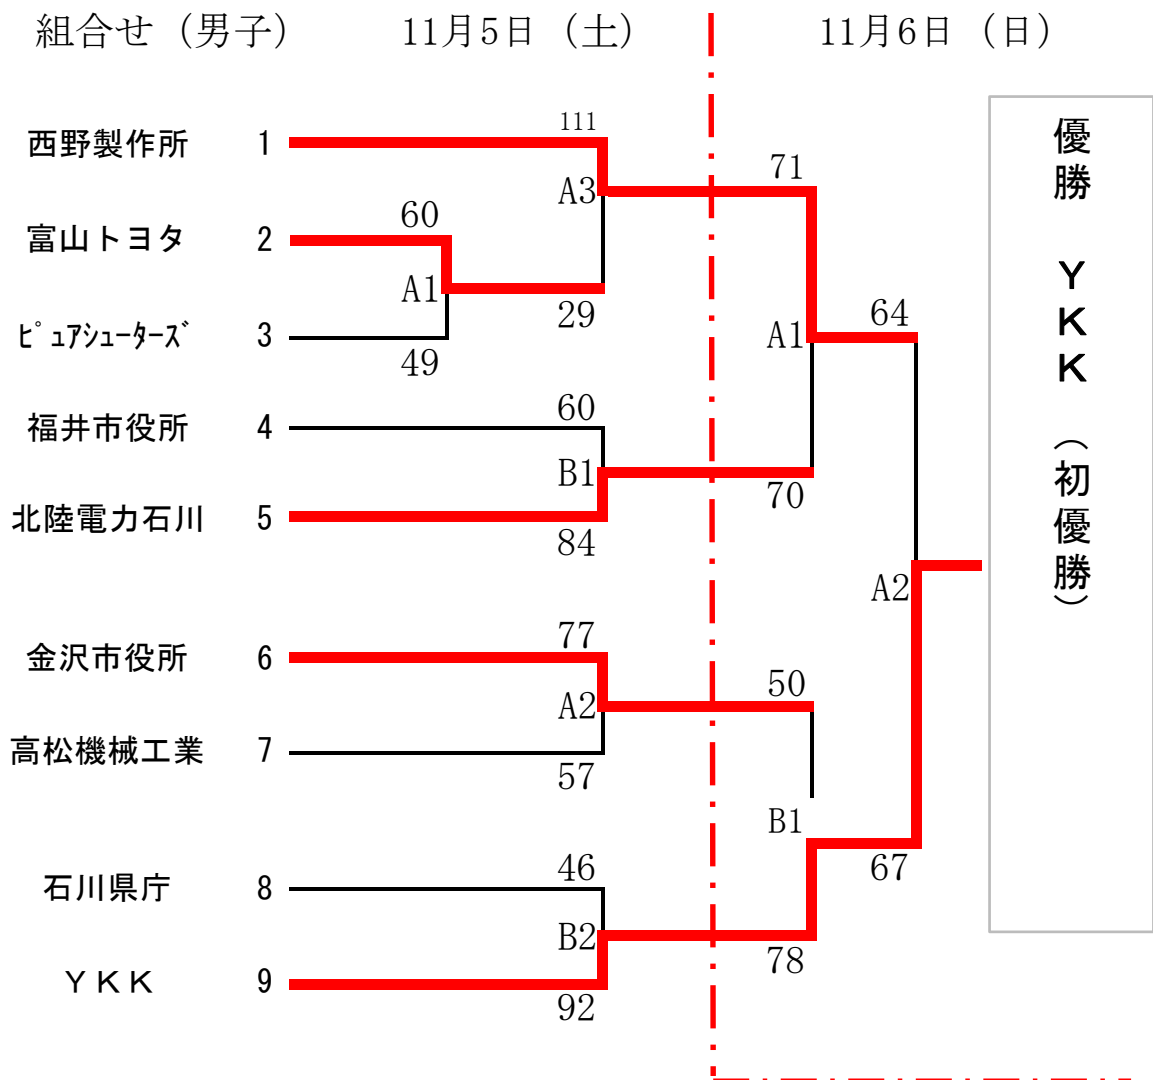 組合せ（男子） 11月5日（土） 11月6日（日）
西野製作所 1
富山トヨタ 2
ﾋﾟｭｱｼｭｰﾀｰｽﾞ 3
福井市役所 4
北陸電力石川 5
金沢市役所 6
高松機械工業 7
石川県庁 8
ＹＫＫ 9
60
A1
49
111
A3
29
60
B1
84
77
A2
57
46
B2
92
71
A1
70
50
B1
78
64
A2
67
優勝 ＹＫＫ （初優勝）